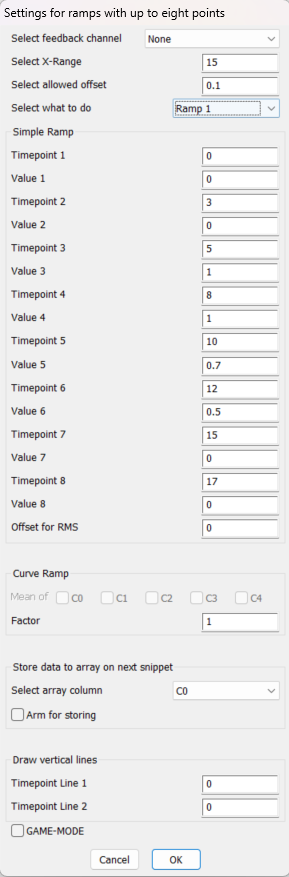 Settings for ramps with up to eight points
Select feedback channel None
Select X-Range 15
Select allowed offset 0.1
Select what to do Ramp 1
Simple Ramp
Timepoint 1 0
Value 1 0
Timepoint 2 3
Value 2 0
Timepoint 3 5
Value 3 1
Timepoint 4 8
Value 4 1
Timepoint 5 10
Value 5 0.7
Timepoint 6 12
Value 6 0.5
Timepoint 7 15
Value 7 0
Timepoint 8 17
Value 8 0
Offset for RMS 0
Curve Ramp
Mean of C0 C1 C2 C3 C4
Factor 1
Store data to array on next snippet
Select array column C0
Arm for storing
Draw vertical lines
Timepoint Line 1 0
Timepoint Line 2 0
GAME-MODE
Cancel OK